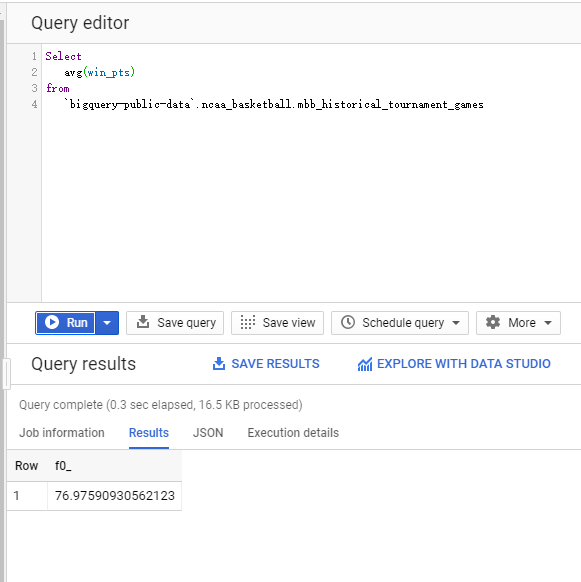 Query editor
1 Select
2 avg(win_pts)
3 from
4 `bigquery-public-data`.ncaa_basketball.mbb_historical_tournament_games
Run Save query Save view Schedule query More
Query results SAVE RESULTS EXPLORE WITH DATA STUDIO
Query complete (0.3 sec elapsed, 16.5 KB processed)
Job information Results JSON Execution details
Row f0_
1 76.97590930562123